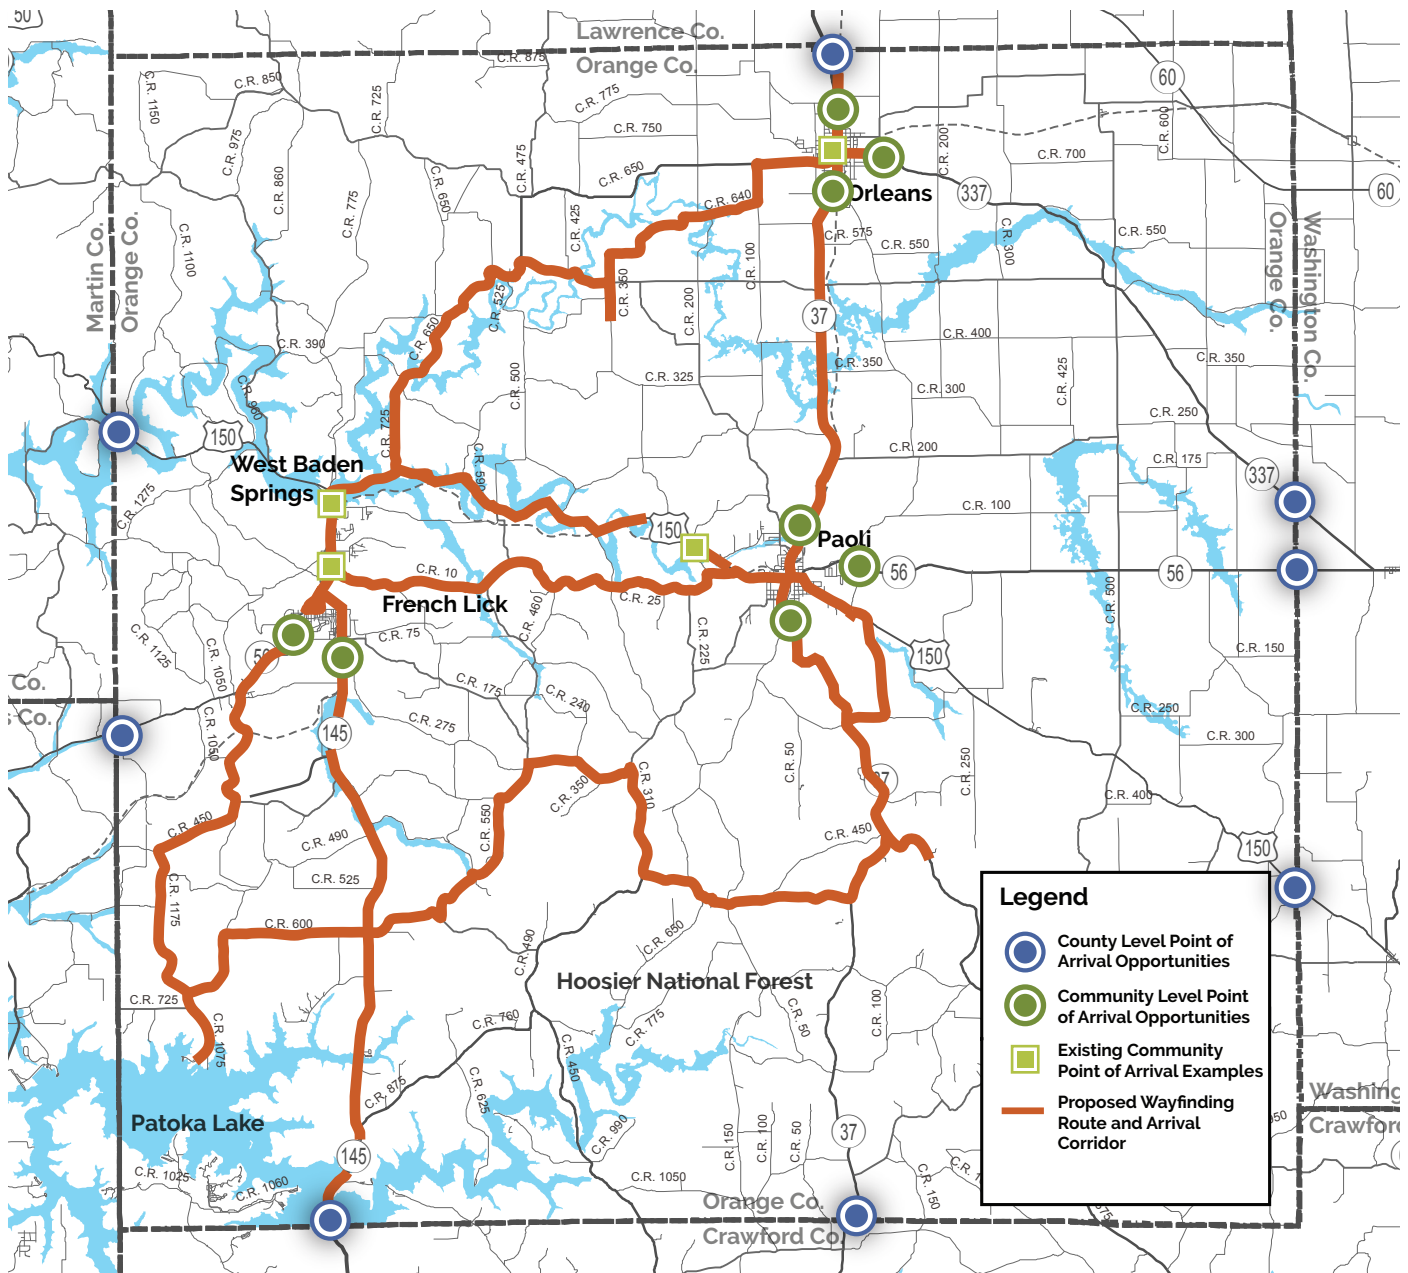 50
Lawrence Co.
Orange Co.
C.R. 875
C.R. 850
C.R. 1150
C.R. 725
C.R. 775
C.R. 750
C.R. 975
C.R. 475
C.R. 860
C.R. 650
C.R. 650
C.R. 775
C.R. 425
C.R. 640
C.R. 200
C.R. 600
60
C.R. 700
337
60
Orleans
Martin Co.
Orange Co.
C.R. 1100
C.R. 575
C.R. 550
C.R. 300
C.R. 550
Orange Co.
Washington Co.
C.R. 100
C.R. 350
C.R. 200
C.R. 525
C.R. 650
37
C.R. 400
C.R. 390
C.R. 350
C.R. 350
C.R. 500
C.R. 325
C.R. 300
C.R. 425
C.R. 960
C.R. 250
150
C.R. 725
C.R. 200
C.R. 175
West Baden
Springs
C.R. 590
337
C.R. 1275
C.R. 100
150
Paoli
56
56
C.R. 10
C.R. 25
French Lick
C.R. 460
C.R. 500
C.R. 75
C.R. 1125
C.R. 1050
C.R. 225
150
C.R. 150
Co.
C.R. 175
C.R. 240
s Co.
C.R. 1050
C.R. 275
145
C.R. 250
C.R. 300
C.R. 50
C.R. 250
37
C.R. 350
C.R. 310
C.R. 400
C.R. 450
C.R. 490
C.R. 550
C.R. 450
150
C.R. 525
C.R. 1175
C.R. 600
C.R. 490
C.R. 650
Hoosier National Forest
C.R. 725
C.R. 1075
C.R. 760
C.R. 775
C.R. 50
C.R. 100
C.R. 450
C.R. 875
C.R. 625
C.R. 990
Patoka Lake
C.R. 150
C.R. 100
C.R. 50
37
145
C.R. 1025
C.R. 1060
C.R. 1050
C.R. 150
C.R. 1
Orange Co.
Crawford Co.
Legend
County Level Point of
Arrival Opportunities
Community Level Point
of Arrival Opportunities
Existing Community
Point of Arrival Examples
Proposed Wayfinding
Route and Arrival
Corridor
Washing
Crawford